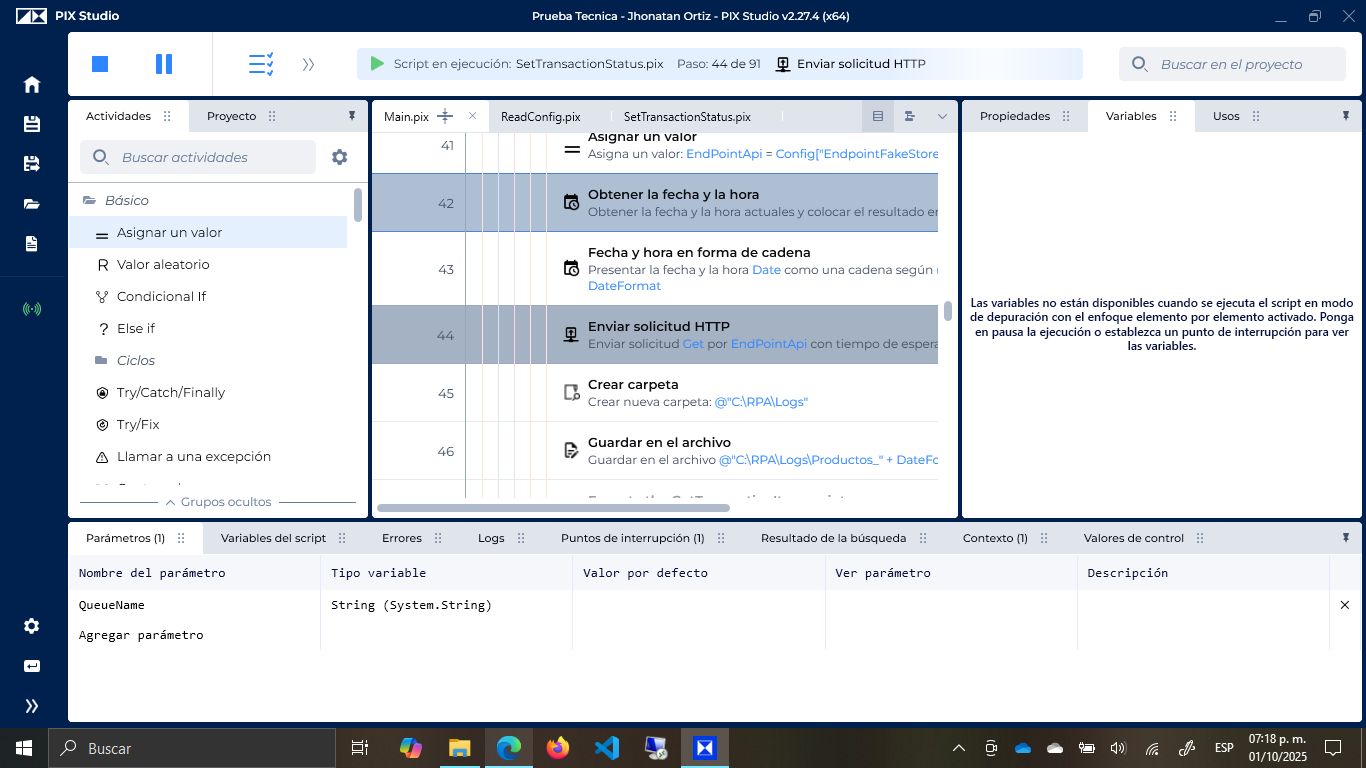 PIX Studio
Prueba Tecnica - Jhonatan Ortiz - PIX Studio v2.27.4 (x64)
Script en ejecución: SetTransactionStatus.pix Paso: 44 de 91 Enviar solicitud HTTP
Buscar en el proyecto
Actividades
Proyecto
Buscar actividades
Básico
Asignar un valor
Valor aleatorio
Condicional If
Else if
Ciclos
Try/Catch/Finally
Try/Fix
Llamar a una excepción
Grupos ocultos
Main.pix
ReadConfig.pix
SetTransactionStatus.pix
41
Asignar un valor
Asigna un valor: EndPointApi = Config["EndpointFakeStore
42
Obtener la fecha y la hora
Obtener la fecha y la hora actuales y colocar el resultado en
43
Fecha y hora en forma de cadena
Presentar la fecha y la hora Date como una cadena según
DateFormat
44
Enviar solicitud HTTP
Enviar solicitud Get por EndPointApi con tiempo de espera
45
Crear carpeta
Crear nueva carpeta: @"C:\RPA\Logs"
46
Guardar en el archivo
Guardar en el archivo @"C:\RPA\Logs\Productos_" + DateFo
Propiedades
Variables
Usos
Las variables no están disponibles cuando se ejecuta el script en modo
de depuración con el enfoque elemento por elemento activado. Ponga
en pausa la ejecución o establezca un punto de interrupción para ver
las variables.
Parámetros (1)
Variables del script
Errores
Logs
Puntos de interrupción (1)
Resultado de la búsqueda
Contexto (1)
Valores de control
Nombre del parámetro
Tipo variable
Valor por defecto
Ver parámetro
Descripción
QueueName
String (System.String)
Agregar parámetro
Buscar
ESP
07:18 p. m.
01/10/2025